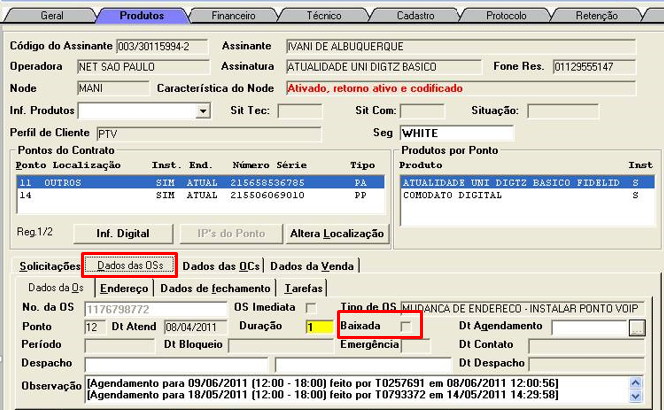 Geral Produtos Financeiro Técnico Cadastro Protocolo Retenção
Código do Assinante 003/30115994-2 Assinante IVANI DE ALBUQUERQUE
Operadora NET SAO PAULO Assinatura ATUALIDADE UNI DIGTZ BASICO Fone Res. 01129555147
Node MANI Característica do Node Ativado, retorno ativo e codificado
Inf. Produtos Sit Tec: Sit Com: Situação:
Perfil de Cliente PTV Seg WHITE
Pontos do Contrato Produtos por Ponto
Ponto Localização Inst. End. Número Série Tipo Produto Inst
11 OUTROS SIM ATUAL 215658536785 PA ATUALIDADE UNI DIGTZ BASICO FIDELID S
14 SIM ATUAL 215506069010 PP COMODATO DIGITAL S
Reg.1/2 Inf. Digital IP's do Ponto Altera Localização
Solicitações Dados das OSs Dados das OCs Dados da Venda
Dados da Os Endereço Dados de fechamento Tarefas
No. da OS 1176798772 OS Imediata Tipo de OS MUDANCA DE ENDERECO - INSTALAR PONTO VOIP
Ponto 12 Dt Atend 08/04/2011 Duração 1 Baixada Dt Agendamento ...
Período Dt Bloqueio Emergência Dt Contato
Despacho Dt Despacho
Observação [Agendamento para 09/06/2011 (12:00 - 18:00) feito por T0257691 em 08/06/2011 12:00:56]
[Agendamento para 18/05/2011 (12:00 - 18:00) feito por T0793372 em 14/05/2011 14:29:58]